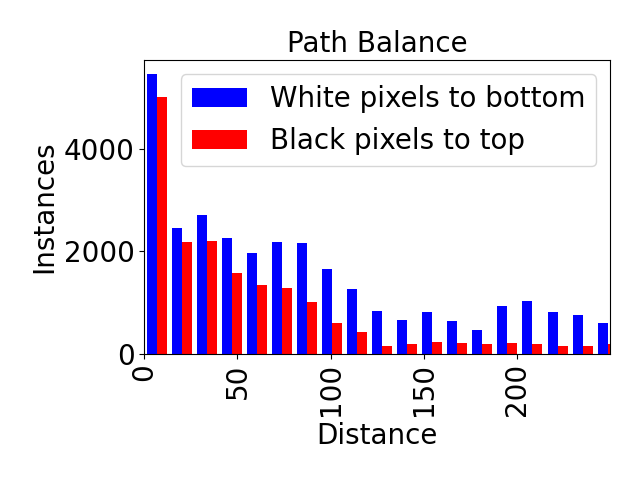 Path Balance
White pixels to bottom
Black pixels to top
Instances
4000
2000
0
0
50
100
150
200
Distance